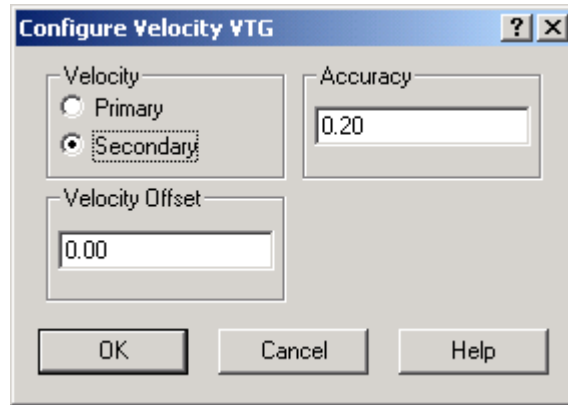 Configure Velocity VTG
Velocity
Primary
Secondary
Accuracy
0.20
Velocity Offset
0.00
OK
Cancel
Help